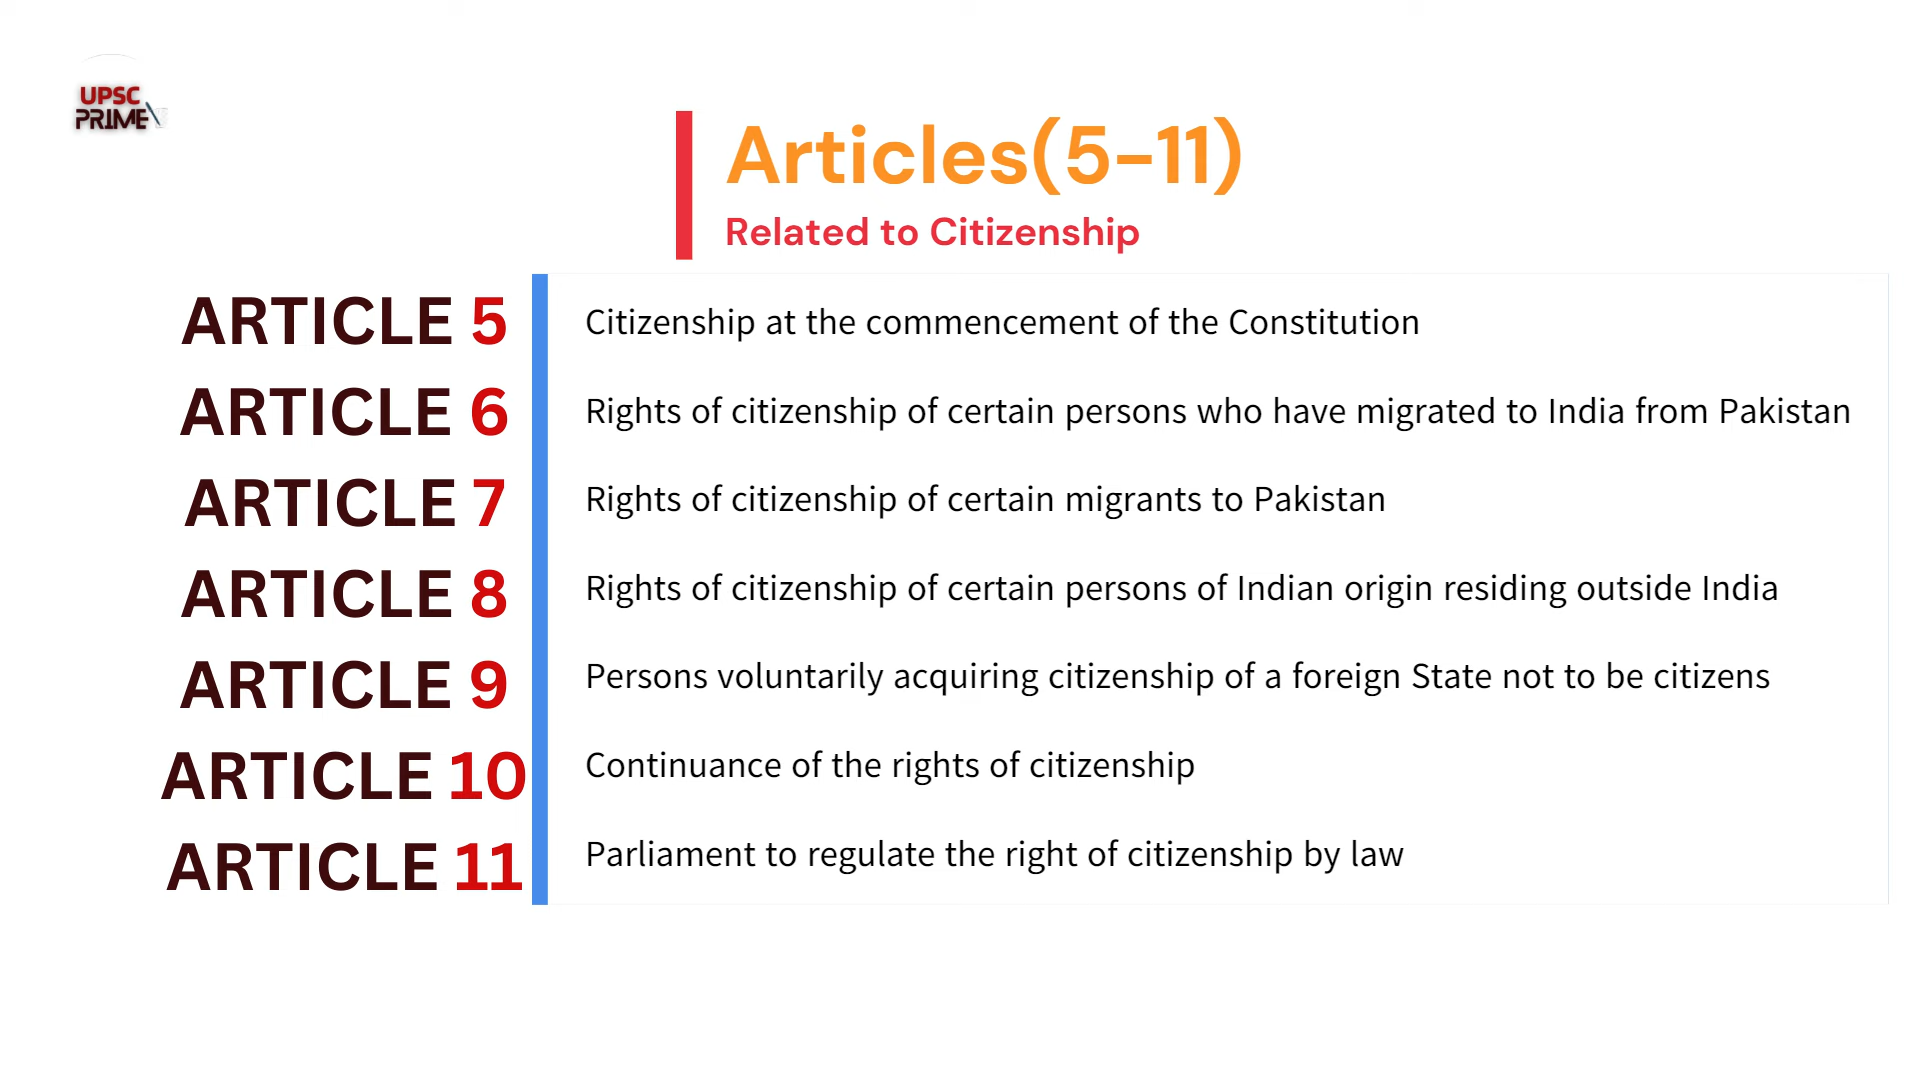 UPSC
PRIME
Articles(5-11)
Related to Citizenship
ARTICLE 5 Citizenship at the commencement of the Constitution
ARTICLE 6 Rights of citizenship of certain persons who have migrated to India from Pakistan
ARTICLE 7 Rights of citizenship of certain migrants to Pakistan
ARTICLE 8 Rights of citizenship of certain persons of Indian origin residing outside India
ARTICLE 9 Persons voluntarily acquiring citizenship of a foreign State not to be citizens
ARTICLE 10 Continuance of the rights of citizenship
ARTICLE 11 Parliament to regulate the right of citizenship by law